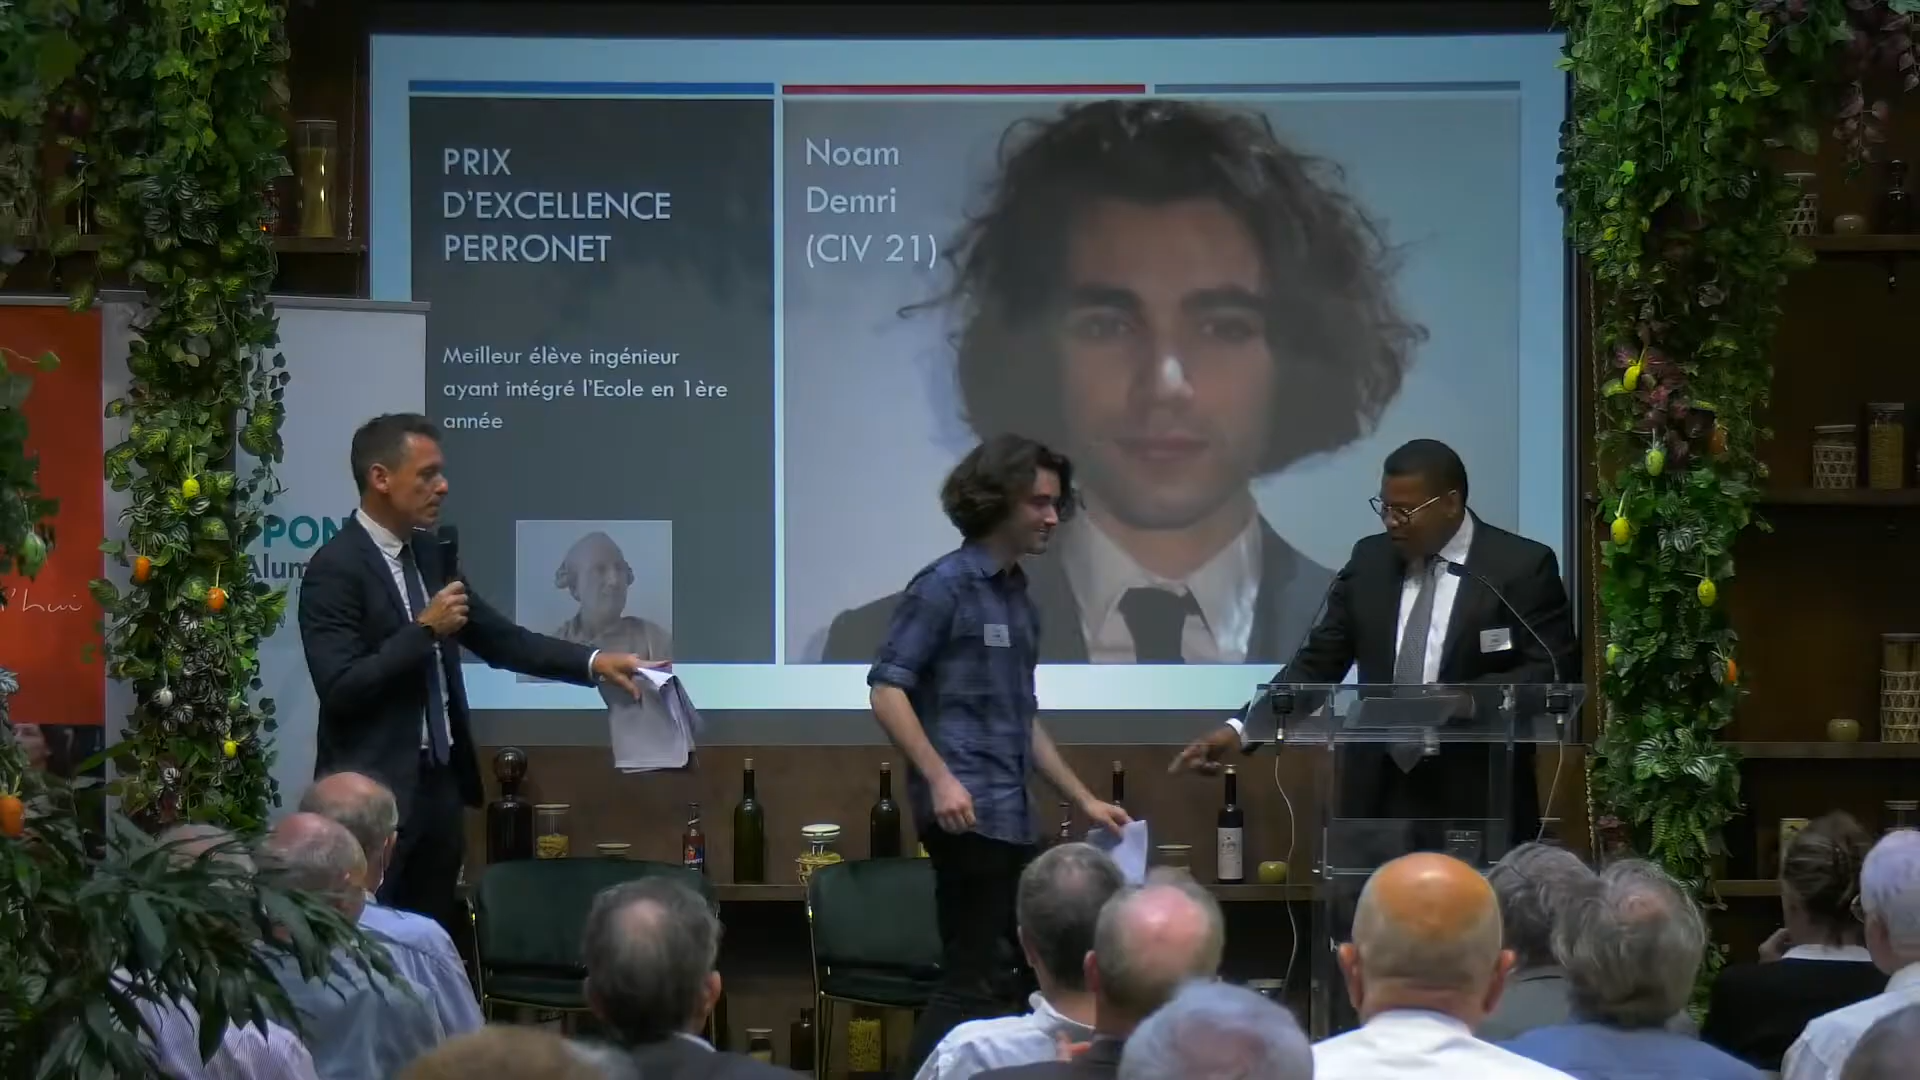 PRIX
D'EXCELLENCE
PERRONET
Meilleur élève ingénieur
ayant intégré l'Ecole en 1ère
année
Noam
Demri
(CIV 21)
PON
Alum